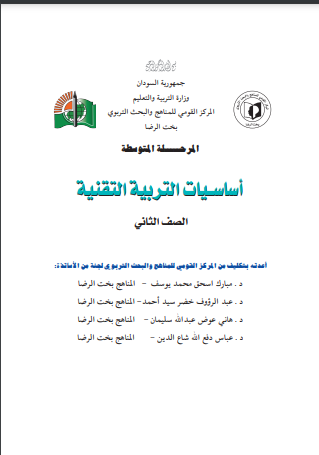 جمهورية السودان
وزارة التربية والتعليم
المركز القومي للمناهج والبحث التربوي
بخت الرضا
المرحلة المتوسطة
أساسيات التربية التقنية
الصف الثاني
أعدته بتكليف من المركز القومي للمناهج والبحث التربوي لجنة من الأساتذة:
د. مبارك اسحق محمد يوسف - المناهج بخت الرضا
د. عبد الرؤوف خضر سيد أحمد - المناهج بخت الرضا
د. هاني عوض عبدالله سليمان - المناهج بخت الرضا
د. عباس دفع الله شاع الدين - المناهج بخت الرضا